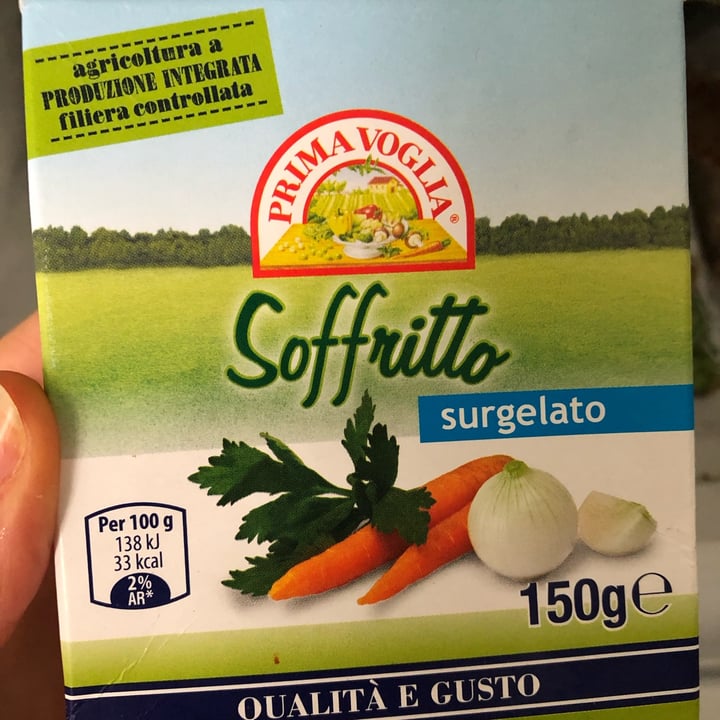 agricoltura a
PRODUZIONE INTEGRATA
filiera controllata
PRIMA VOGLIA®
Soffritto
surgelato
Per 100 g
138 kJ
33 kcal
2%
AR*
150g e
QUALITÀ E GUSTO